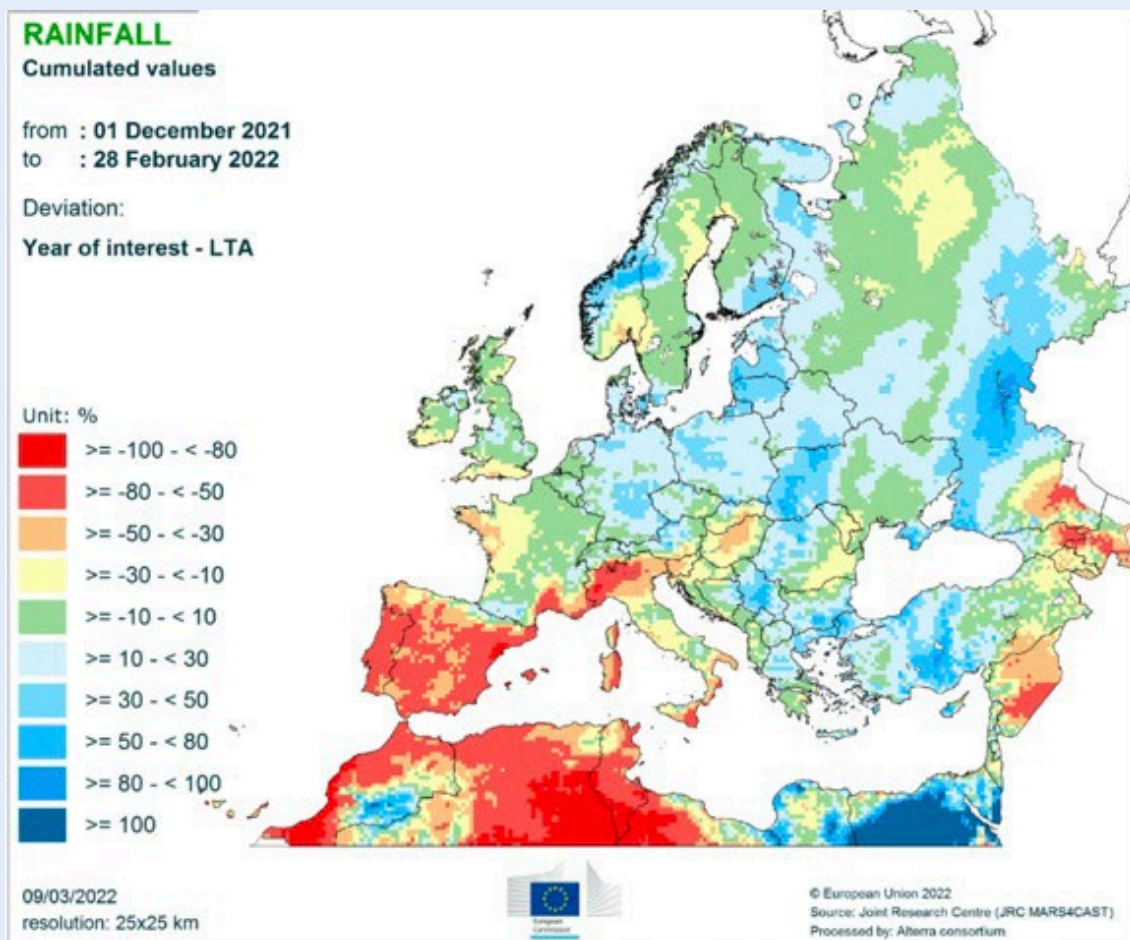 RAINFALL
Cumulated values
from : 01 December 2021
to : 28 February 2022
Deviation:
Year of interest - LTA
Unit: %
>= -100 - < -80
>= -80 - < -50
>= -50 - < -30
>= -30 - < -10
>= -10 - < 10
>= 10 - < 30
>= 30 - < 50
>= 50 - < 80
>= 80 - < 100
>= 100
09/03/2022
resolution: 25x25 km
European
Commission
© European Union 2022
Source: Joint Research Centre (JRC MARS4CAST)
Processed by: Alterra consortium